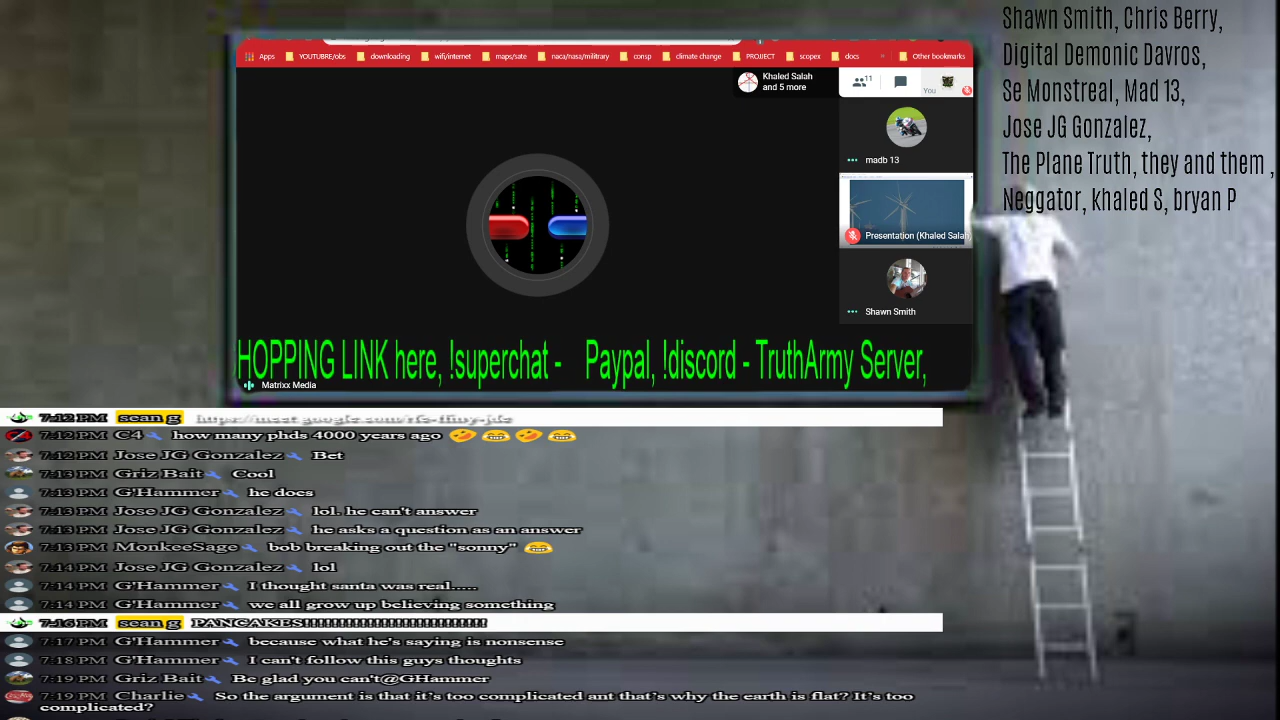 Shawn Smith, Chris Berry,
Digital Demonic Davros,
Se Monstreal, Mad 13,
Jose JG Gonzalez,
The Plane Truth, they and them ,
Neggator, khaled S, bryan P
Apps YOUTUBRE/obs downloading wifi/internet maps/sate naca/nasa/militrary consp climate change PROJECT scopex docs Other bookmarks
Khaled Salah
and 5 more
11
You
madb 13
Presentation (Khaled Salah
Shawn Smith
HOPPING LINK here, !superchat - Paypal, !discord - TruthArmy Server,
Matrixx Media
7:12 PM sean g
7:12 PM C4 how many phds 4000 years ago 🤣 😂 🤣 😂
7:12 PM Jose JG Gonzalez Bet
7:13 PM Griz Bait Cool
7:13 PM G'Hammer he does
7:13 PM Jose JG Gonzalez lol. he can't answer
7:13 PM Jose JG Gonzalez he asks a question as an answer
7:13 PM MonkeeSage bob breaking out the "sonny" 😂
7:14 PM Jose JG Gonzalez lol
7:14 PM G'Hammer I thought santa was real.....
7:14 PM G'Hammer we all grow up believing something
7:16 PM sean g PANCAKES!!!!!!!!!!!!!!!!!!!!!!!!!!
7:17 PM G'Hammer because what he's saying is nonsense
7:18 PM G'Hammer I can't follow this guys thoughts
7:19 PM Griz Bait Be glad you can't@GHammer
7:19 PM Charlie So the argument is that it's too complicated ant that's why the earth is flat? It's too
complicated?